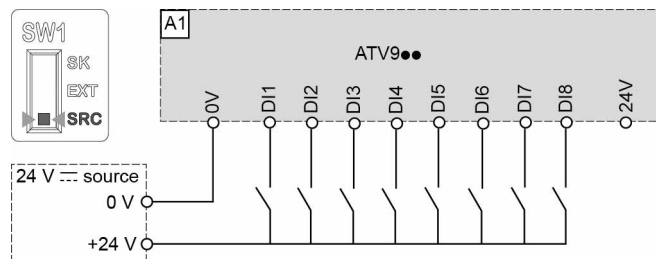 SW1
SK
EXT
SRC
A1
ATV9●●
0V DI1 DI2 DI3 DI4 DI5 DI6 DI7 DI8 24V
24 V ⎓ source
0 V
+24 V